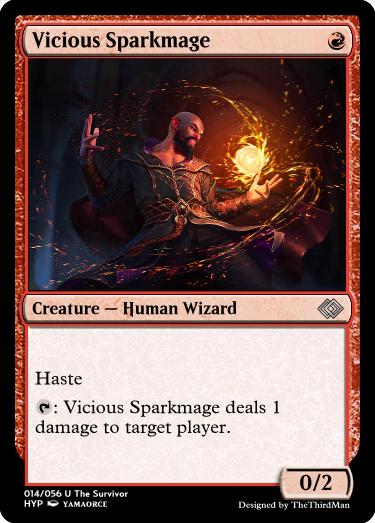 Vicious Sparkmage
Creature — Human Wizard
Haste
: Vicious Sparkmage deals 1
damage to target player.
0/2
014/056 U The Survivor
HYP YAMAORCE
Designed by TheThirdMan